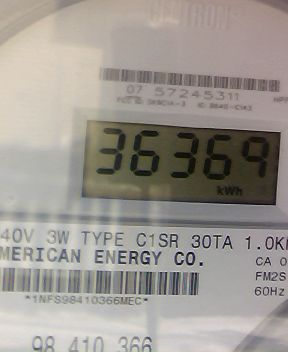 07 57245311
36369
kWh
40V 3W TYPE C1SR 30TA 1.0K
MERICAN ENERGY CO.
CA 0
FM2S
60Hz
*1NFS98410366MEC*
98 410 366